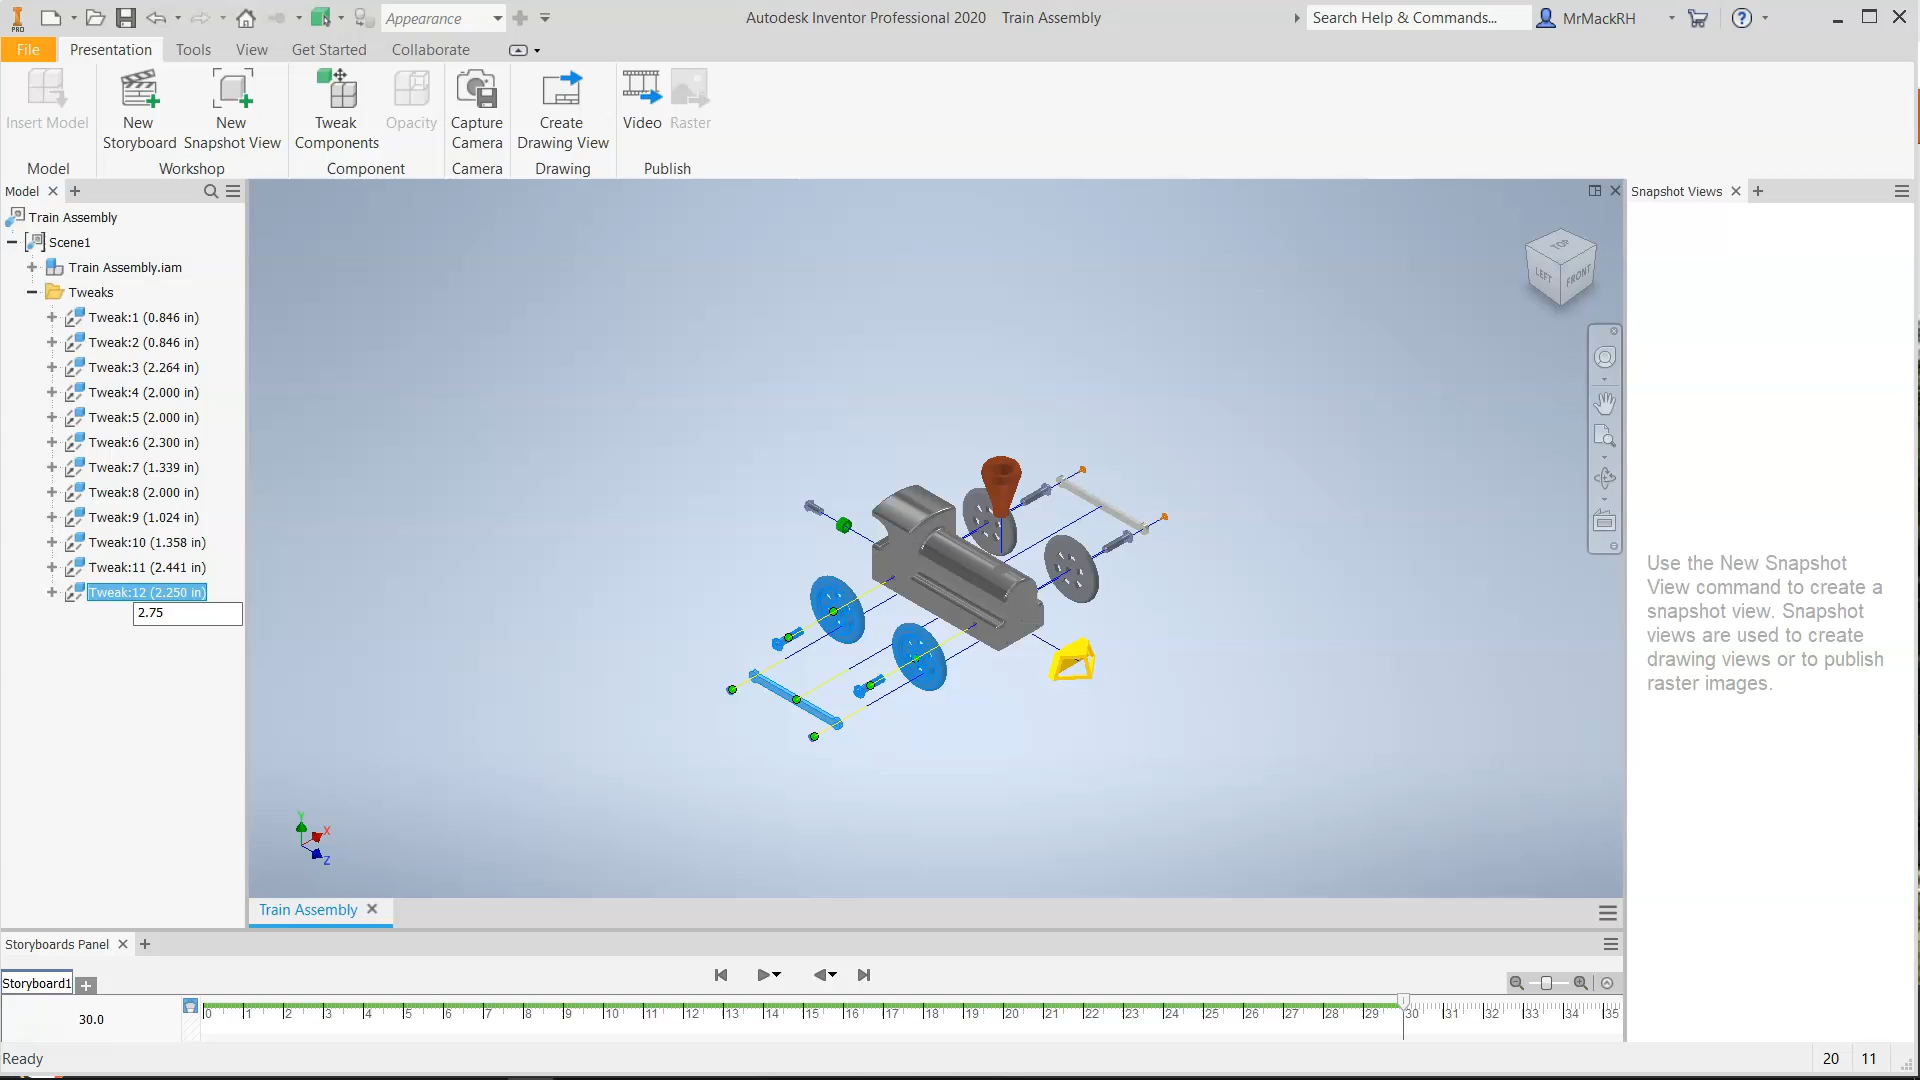 PRO
Appearance
Autodesk Inventor Professional 2020 Train Assembly
Search Help & Commands...
MrMackRH
File Presentation Tools View Get Started Collaborate
Insert Model
New Storyboard
New Snapshot View
Tweak Components
Opacity
Capture Camera
Create Drawing View
Video
Raster
Model Workshop Component Camera Drawing Publish
Model
Train Assembly
Scene1
Train Assembly.iam
Tweaks
Tweak:1 (0.846 in)
Tweak:2 (0.846 in)
Tweak:3 (2.264 in)
Tweak:4 (2.000 in)
Tweak:5 (2.000 in)
Tweak:6 (2.300 in)
Tweak:7 (1.339 in)
Tweak:8 (2.000 in)
Tweak:9 (1.024 in)
Tweak:10 (1.358 in)
Tweak:11 (2.441 in)
Tweak:12 (2.250 in)
2.75
TOP
LEFT FRONT
Y
X
Z
Snapshot Views
Use the New Snapshot
View command to create a
snapshot view. Snapshot
views are used to create
drawing views or to publish
raster images.
Train Assembly
Storyboards Panel
Storyboard1
30.0
0 1 2 3 4 5 6 7 8 9 10 11 12 13 14 15 16 17 18 19 20 21 22 23 24 25 26 27 28 29 30 31 32 33 34 35
Ready
20 11